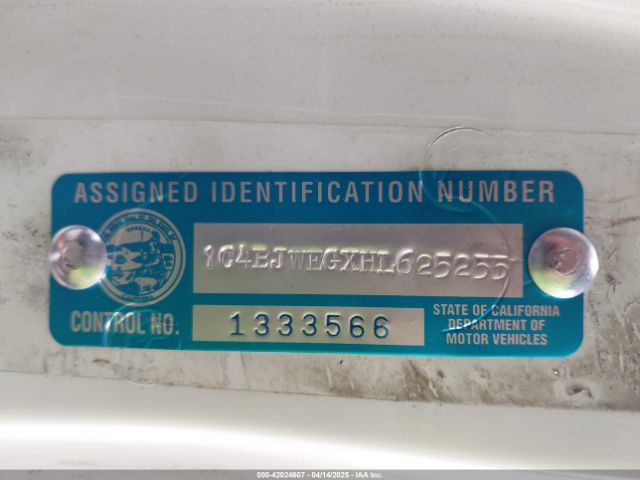 ASSIGNED IDENTIFICATION NUMBER
1C4BJWEGXHL625255
CONTROL NO. 1333566
STATE OF CALIFORNIA
DEPARTMENT OF
MOTOR VEHICLES
000-42024607 - 04/14/2025 - IAA Inc.